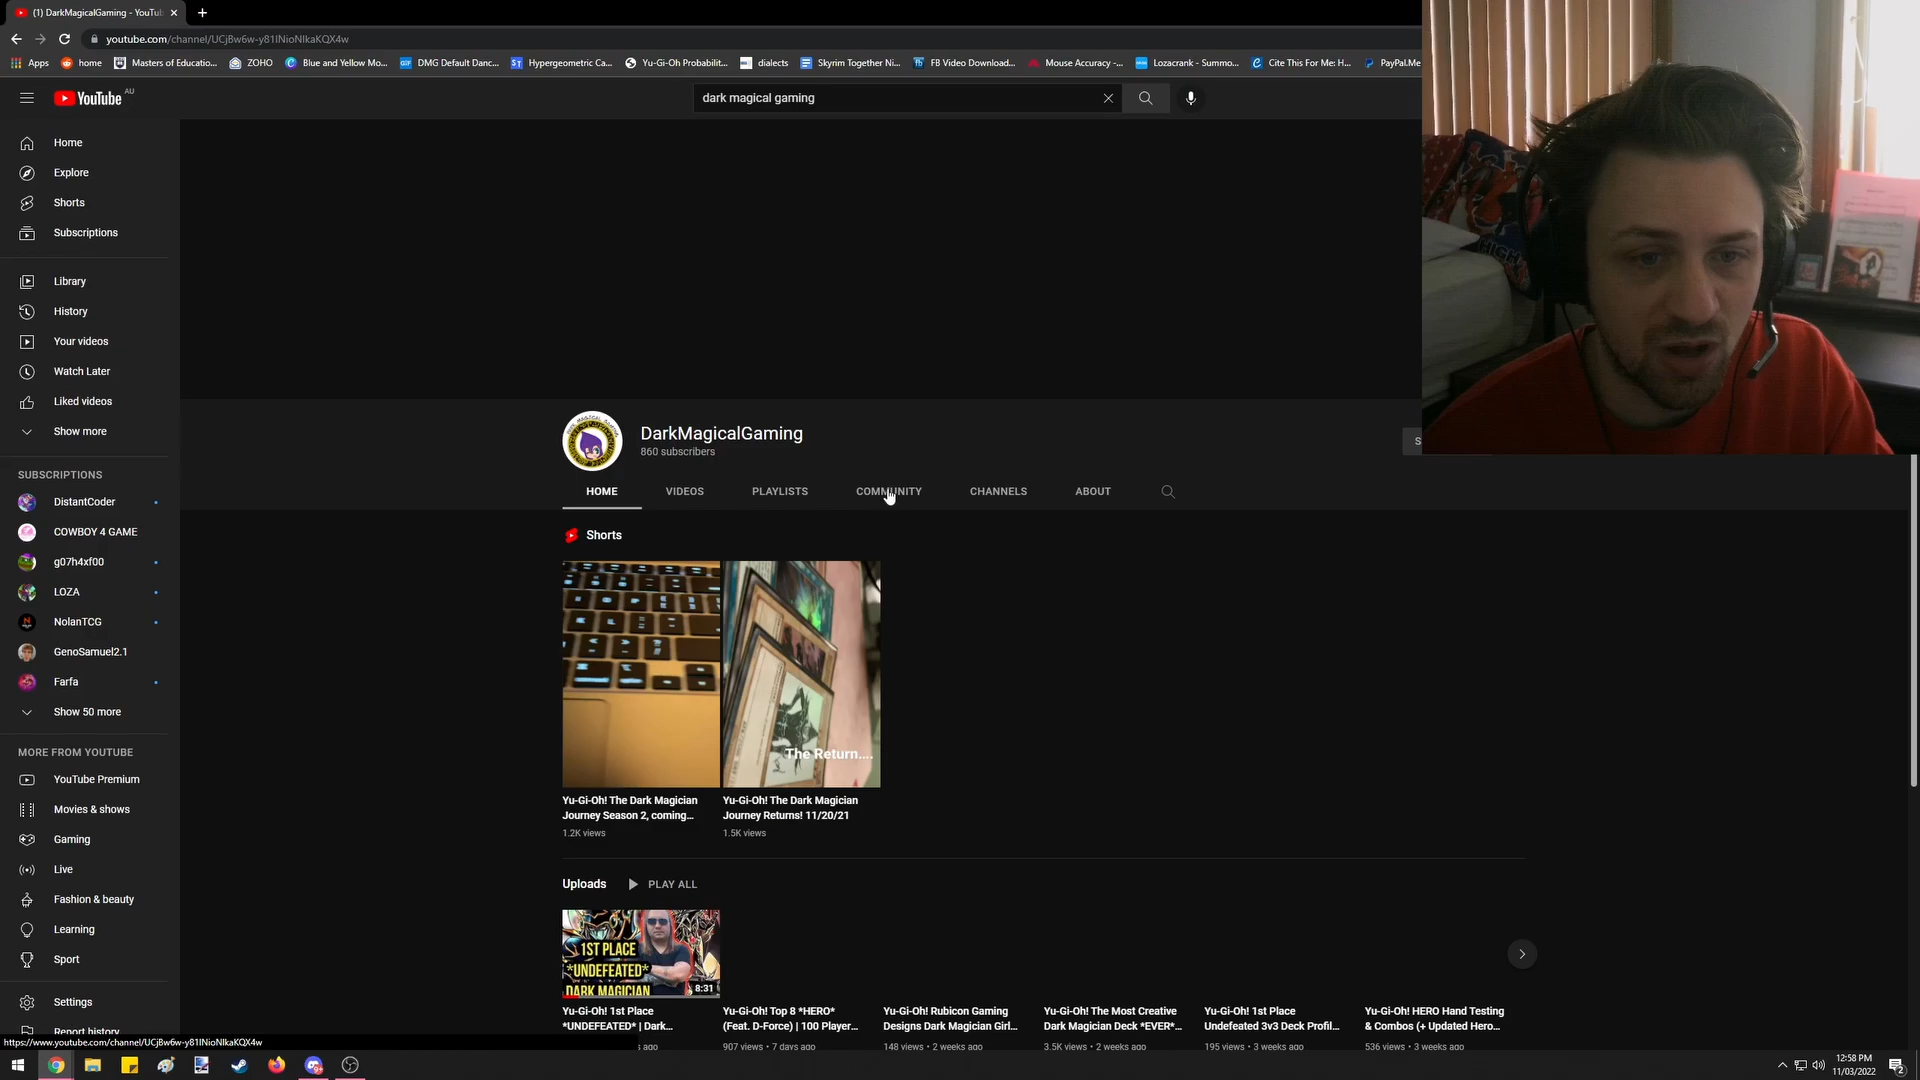 (1) DarkMagicalGaming - YouTu
youtube.com/channel/UCjBw6w-y81lNioNIkaKQX4w
Apps
home
Masters of Educatio...
ZOHO
Blue and Yellow Mo...
DMG Default Danc...
Hypergeometric Ca...
Yu-Gi-Oh Probabilit...
dialects
Skyrim Together Ni...
FB Video Download...
Mouse Accuracy -...
Lozacrank - Summo...
Cite This For Me: H...
PayPal.Me
YouTube AU
dark magical gaming
Home
Explore
Shorts
Subscriptions
Library
History
Your videos
Watch Later
Liked videos
Show more
SUBSCRIPTIONS
DistantCoder
COWBOY 4 GAME
g07h4xf00
LOZA
NolanTCG
GenoSamuel2.1
Farfa
Show 50 more
MORE FROM YOUTUBE
YouTube Premium
Movies & shows
Gaming
Live
Fashion & beauty
Learning
Sport
Settings
Report history
DarkMagicalGaming
860 subscribers
S
HOME
VIDEOS
PLAYLISTS
COMMUNITY
CHANNELS
ABOUT
Shorts
The Return....
Yu-Gi-Oh! The Dark Magician
Journey Season 2, coming...
1.2K views
Yu-Gi-Oh! The Dark Magician
Journey Returns! 11/20/21
1.5K views
Uploads
PLAY ALL
1ST PLACE
*UNDEFEATED*
DARK MAGICIAN
8:31
Yu-Gi-Oh! 1st Place
*UNDEFEATED* | Dark...
s ago
Yu-Gi-Oh! Top 8 *HERO*
(Feat. D-Force) | 100 Player...
907 views • 7 days ago
Yu-Gi-Oh! Rubicon Gaming
Designs Dark Magician Girl...
148 views • 2 weeks ago
Yu-Gi-Oh! The Most Creative
Dark Magician Deck *EVER*...
3.5K views • 2 weeks ago
Yu-Gi-Oh! 1st Place
Undefeated 3v3 Deck Profil...
195 views • 3 weeks ago
Yu-Gi-Oh! HERO Hand Testing
& Combos (+ Updated Hero...
536 views • 3 weeks ago
https://www.youtube.com/channel/UCjBw6w-y81lNioNIkaKQX4w
12:58 PM
11/03/2022
HIGH